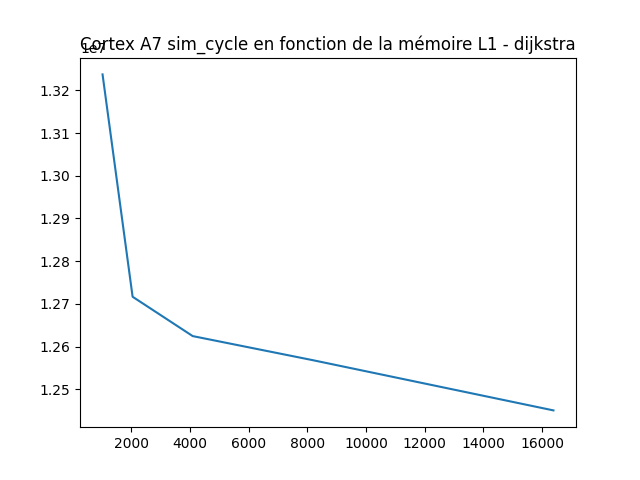 Cortex A7 sim_cycle en fonction de la mémoire L1 - dijkstra
1e7
1.32
1.31
1.30
1.29
1.28
1.27
1.26
1.25
2000 4000 6000 8000 10000 12000 14000 16000